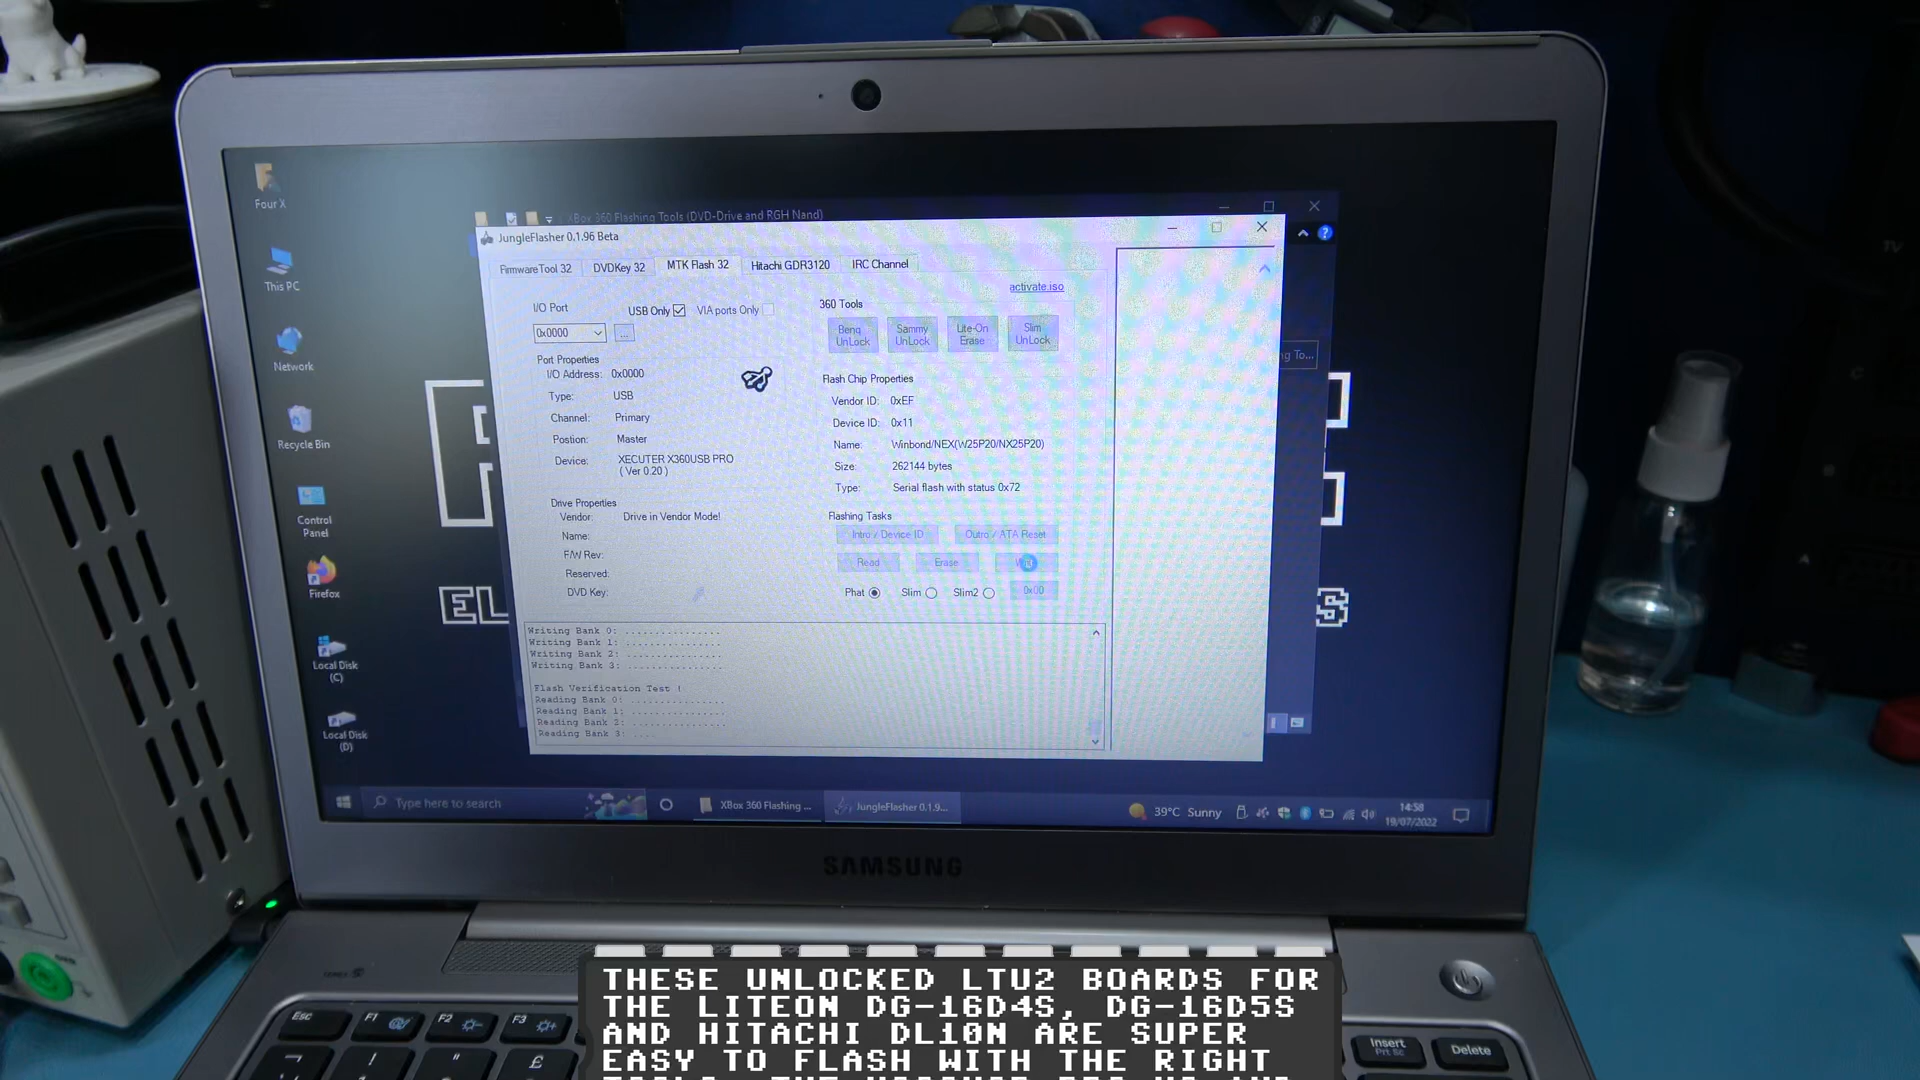 Four X
This PC
Network
Recycle Bin
Control
Panel
Firefox
Local Disk
(C)
Local Disk
(D)
XBox 360 Flashing Tools (DVD-Drive and RGH Nand)
JungleFlasher 0.1.96 Beta
FirmwareTool 32
DVDKey 32
MTK Flash 32
Hitachi GDR3120
IRC Channel
activate.iso
I/O Port
USB Only
VIA ports Only
0x0000
...
Port Properties
I/O Address: 0x0000
Type: USB
Channel: Primary
Postion: Master
Device: XECUTER X360USB PRO
( Ver 0.20 )
Drive Properties
Vendor: Drive in Vendor Mode!
Name:
F/W Rev:
Reserved:
DVD Key:
360 Tools
Benq
UnLock
Sammy
UnLock
Lite-On
Erase
Slim
UnLock
Flash Chip Properties
Vendor ID: 0xEF
Device ID: 0x11
Name: Winbond/NEX(W25P20/NX25P20)
Size: 262144 bytes
Type: Serial flash with status 0x72
Flashing Tasks
Intro / Device ID
Outro / ATA Reset
Read
Erase
Phat
Slim
Slim2
0x00
Writing Bank 0: ................
Writing Bank 1: ................
Writing Bank 2: ................
Writing Bank 3: ................
Flash Verification Test !
Reading Bank 0: ................
Reading Bank 1: ................
Reading Bank 2: ................
Reading Bank 3: ....
ng To...
EL
S
Type here to search
XBox 360 Flashing ...
JungleFlasher 0.1.9...
39°C Sunny
14:58
19/07/2022
SAMSUNG
Esc
F1
F2
F3
!
"
£
Insert
Prt Sc
Delete
THESE UNLOCKED LTU2 BOARDS FOR
THE LITEON DG-16D4S, DG-16D5S
AND HITACHI DL10N ARE SUPER
EASY TO FLASH WITH THE RIGHT